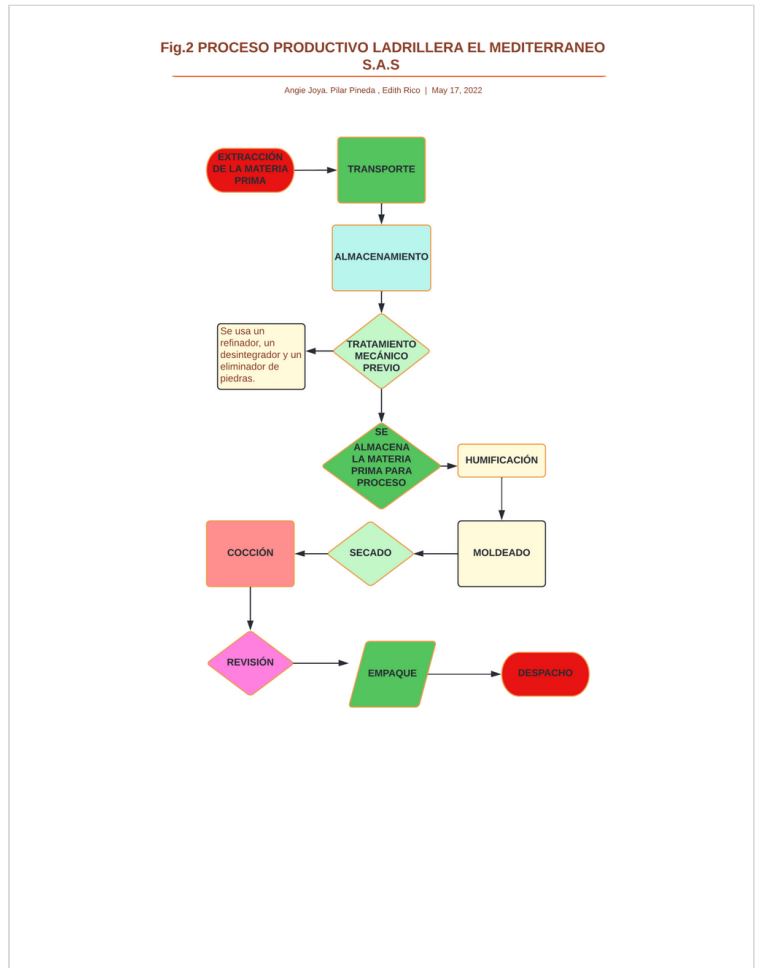 Fig.2 PROCESO PRODUCTIVO LADRILLERA EL MEDITERRANEO
S.A.S
Angie Joya. Pilar Pineda , Edith Rico | May 17, 2022
EXTRACCIÓN
DE LA MATERIA
PRIMA
TRANSPORTE
ALMACENAMIENTO
Se usa un
refinador, un
desintegrador y un
eliminador de
piedras.
TRATAMIENTO
MECÁNICO
PREVIO
SE
ALMACENA
LA MATERIA
PRIMA PARA
PROCESO
HUMIFICACIÓN
COCCIÓN
SECADO
MOLDEADO
REVISIÓN
EMPAQUE
DESPACHO